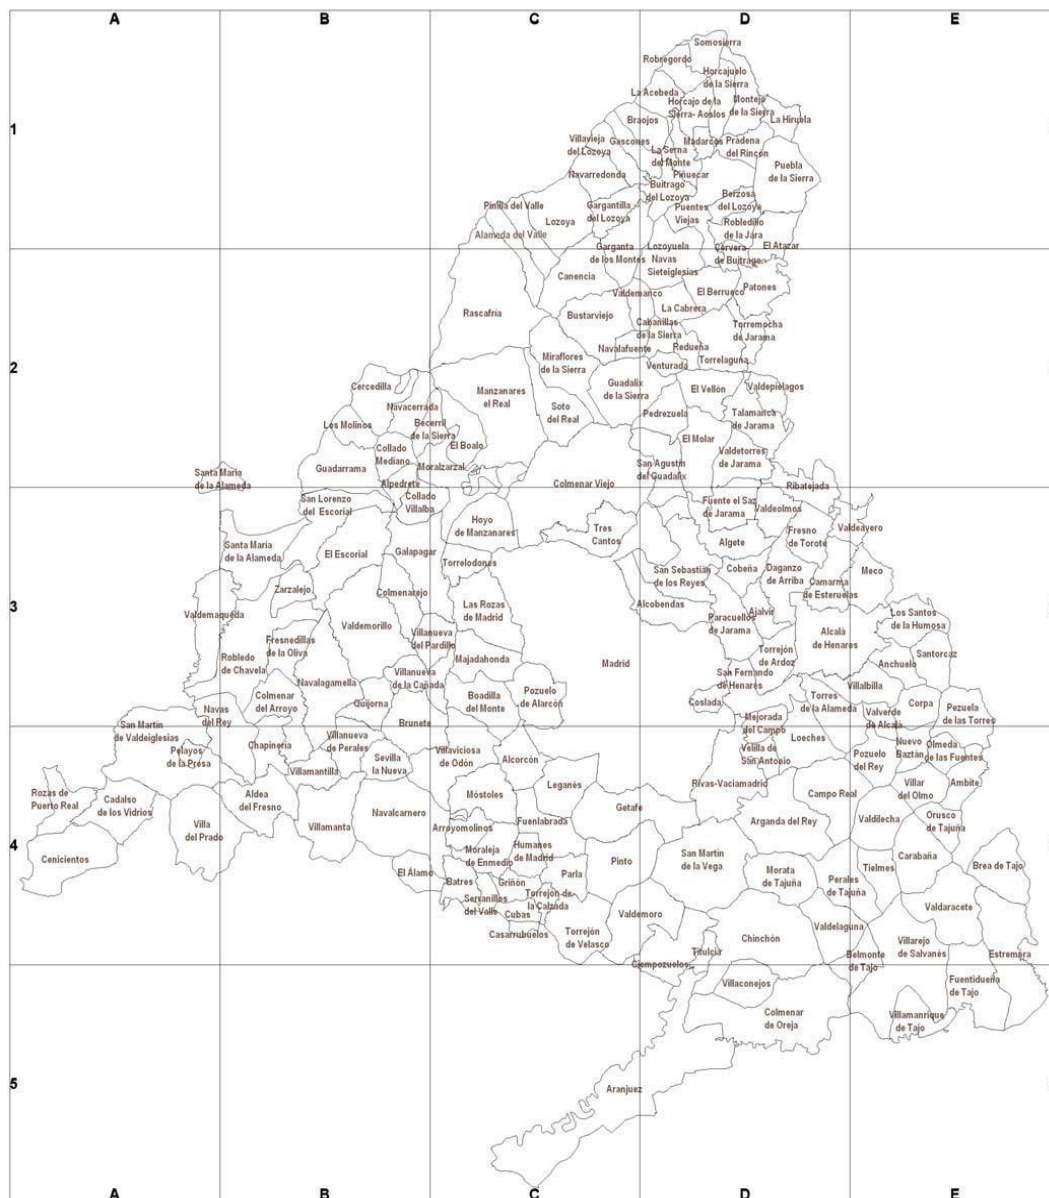 A B C D E
1
Somosierra
Robregordo
Horcajuelo
de la Sierra
La Acebeda
Horcajo de la
Sierra- Aoslos
Montejo
de la Sierra
La Hiruela
Braojos
Villavieja
del Lozoya
Gascones
La Serna
del Monte
Madarcos
Prádena
del Rincón
Piñuecar
Puebla
de la Sierra
Navarredonda
Buitrago
del Lozoya
Berzosa
del Lozoya
Pinilla del Valle
Gargantilla
del Lozoya
Puentes
Viejas
Lozoya
Robledillo
de la Jara
Alameda del Valle
Garganta
de los Montes
Lozoyuela
Navas
Sieteiglesias
Cervera
de Buitrago
El Atazar
2
Canencia
Valdemanco
El Berrueco
Patones
Rascafría
Bustarviejo
La Cabrera
Cabanillas
de la Sierra
Torremocha
de Jarama
Navalafuente
Redueña
Miraflores
de la Sierra
Venturada
Torrelaguna
Cercedilla
Manzanares
el Real
Guadalix
de la Sierra
El Vellón
Valdepiélagos
Navacerrada
Soto
del Real
Pedrezuela
Talamanca
de Jarama
Los Molinos
Becerril
de la Sierra
El Boalo
El Molar
Collado
Mediano
Valdetorres
de Jarama
Guadarrama
Moralzarzal
San Agustín
del Guadalix
Santa María
de la Alameda
Alpedrete
Colmenar Viejo
Ribatejada
3
San Lorenzo
del Escorial
Collado
Villalba
Fuente el Saz
de Jarama
Valdeolmos
Hoyo
de Manzanares
Tres
Cantos
Fresno
de Torote
Valdeavero
Santa María
de la Alameda
El Escorial
Galapagar
Algete
Torrelodones
San Sebastián
de los Reyes
Cobeña
Daganzo
de Arriba
Meco
Zarzalejo
Colmenarejo
Camarma
de Esteruelas
Valdemaqueda
Las Rozas
de Madrid
Alcobendas
Ajalvir
Los Santos
de la Humosa
Valdemorillo
Paracuellos
de Jarama
Fresnedillas
de la Oliva
Villanueva
del Pardillo
Alcalá
de Henares
Robledo
de Chavela
Majadahonda
Madrid
Torrejón
de Ardoz
Santorcaz
Anchuelo
Navalagamella
Villanueva
de la Cañada
San Fernando
de Henares
Villalbilla
Colmenar
del Arroyo
Boadilla
del Monte
Pozuelo
de Alarcón
Torres
de la Alameda
Quijorna
Coslada
Corpa
Pezuela
de las Torres
Navas
del Rey
Valverde
de Alcalá
San Martín
de Valdeiglesias
Brunete
Mejorada
del Campo
4
Villanueva
de Perales
Loeches
Nuevo
Baztán
Olmeda
de las Fuentes
Pelayos
de la Presa
Chapinería
Villaviciosa
de Odón
Velilla de
San Antonio
Sevilla
la Nueva
Alcorcón
Pozuelo
del Rey
Villamantilla
Leganés
Rivas-Vaciamadrid
Villar
del Olmo
Ambite
Rozas de
Puerto Real
Cadalso
de los Vidrios
Aldea
del Fresno
Móstoles
Campo Real
Getafe
Navalcarnero
Fuenlabrada
Arganda del Rey
Valdilecha
Orusco
de Tajuña
Villa
del Prado
Villamanta
Arroyomolinos
Humanes
de Madrid
Cenicientos
Moraleja
de Enmedio
Pinto
San Martín
de la Vega
Carabaña
Brea de Tajo
El Álamo
Parla
Morata
de Tajuña
Tielmes
Batres
Griñón
Perales
de Tajuña
Serranillos
del Valle
Torrejón de
la Calzada
Valdaracete
Cubas
Valdemoro
Valdelaguna
Casarrubuelos
Torrejón
de Velasco
Chinchón
Villarejo
de Salvanés
Titulcia
Belmonte
de Tajo
Estremera
Ciempozuelos
5
Villaconejos
Fuentidueña
de Tajo
Colmenar
de Oreja
Villamanrique
de Tajo
Aranjuez
A B C D E